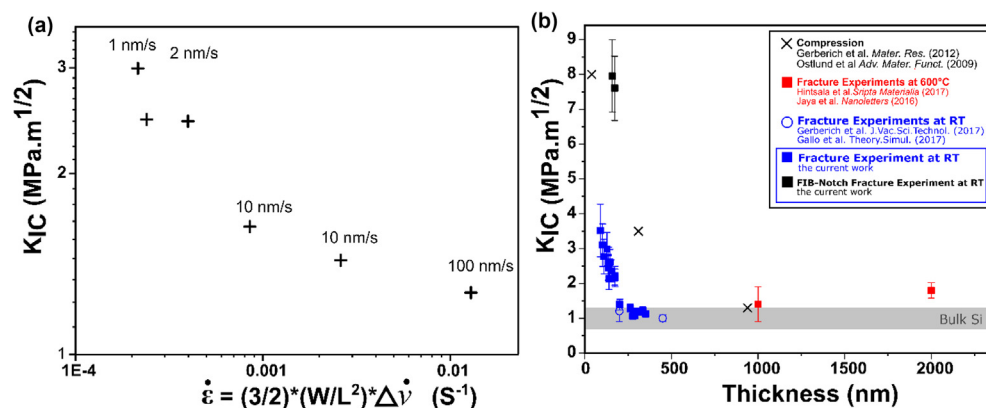 (a)
1 nm/s
2 nm/s
10 nm/s
10 nm/s
100 nm/s
3
2
1
K_IC (MPa.m^1/2)
1E-4
0.001
0.01
ε̇ = (3/2)*(W/L²)*Δv̇ (S⁻¹)
(b)
9
8
7
6
5
4
3
2
1
0
K_IC (MPa.m^1/2)
0
500
1000
1500
2000
Thickness (nm)
Compression
Gerberich et al. Mater. Res. (2012)
Ostlund et al Adv. Mater. Funct. (2009)
Fracture Experiments at 600°C
Hintsala et al.Sripta Materialia (2017)
Jaya et al. Nanoletters (2016)
Fracture Experiments at RT
Gerberich et al. J.Vac.Sci.Technol. (2017)
Gallo et al. Theory.Simul. (2017)
Fracture Experiment at RT
the current work
FIB-Notch Fracture Experiment at RT
the current work
Bulk Si